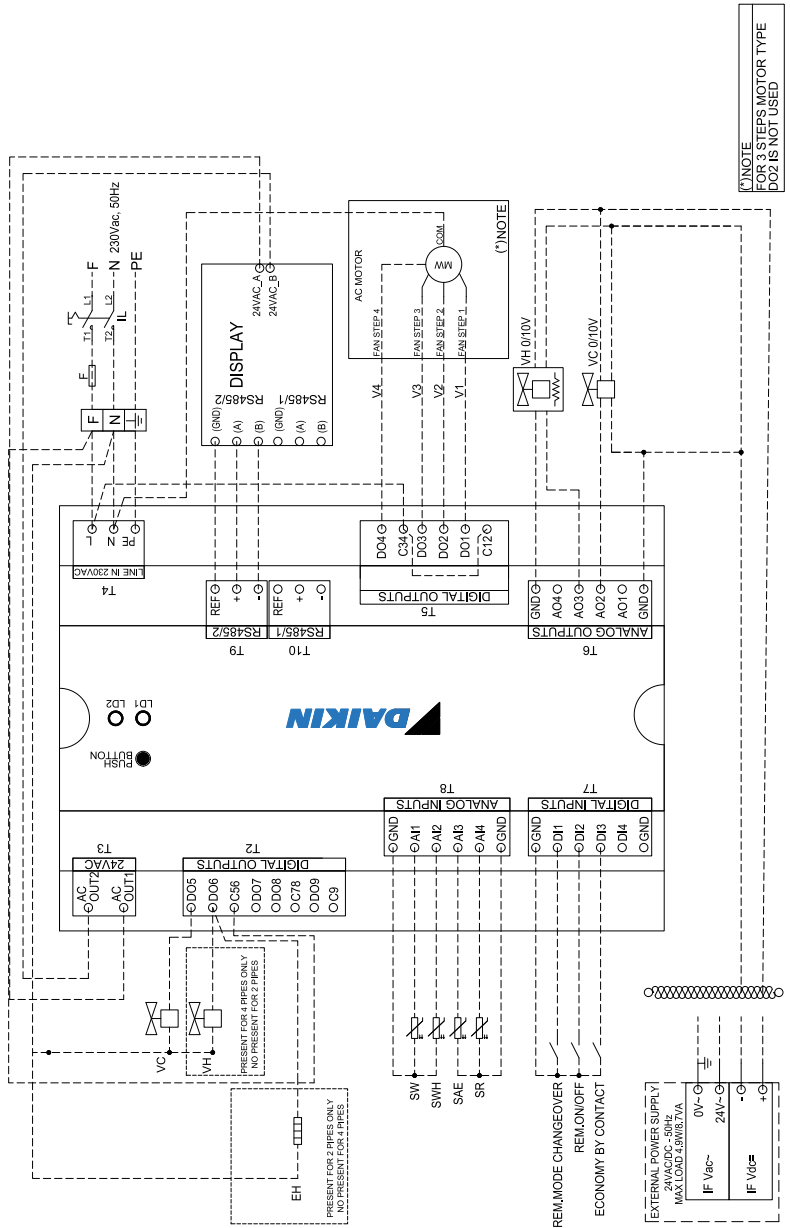 F
N 230Vac, 50Hz
PE
L1
L2
T1
T2
IL
F
F
N
L
N
PE
LINE IN 230VAC
T4
DISPLAY
24VAC_A
24VAC_B
RS485/2
(GND)
(A)
(B)
RS485/1
(GND)
(A)
(B)
AC MOTOR
COM
MW
(*)NOTE
FAN STEP 4
FAN STEP 3
FAN STEP 2
FAN STEP 1
V4
V3
V2
V1
VH 0/10V
VC 0/10V
(*)NOTE
FOR 3 STEPS MOTOR TYPE
DO2 IS NOT USED
REF
+
-
RS485/2
T9
REF
+
-
RS485/1
T10
DO4
C34
DO3
DO2
DO1
C12
DIGITAL OUTPUTS
T5
GND
AO4
AO3
AO2
AO1
GND
ANALOG OUTPUTS
T6
LD2
LD1
PUSH
BUTTON
DAIKIN
T3
24VAC
AC
OUT2
AC
OUT1
T2
DIGITAL OUTPUTS
DO5
DO6
C56
DO7
DO8
C78
DO9
C9
T8
ANALOG INPUTS
GND
AI1
AI2
AI3
AI4
GND
T7
DIGITAL INPUTS
GND
DI1
DI2
DI3
DI4
GND
VC
VH
PRESENT FOR 4 PIPES ONLY
NO PRESENT FOR 2 PIPES
EH
PRESENT FOR 2 PIPES ONLY
NO PRESENT FOR 4 PIPES
SW
SWH
SAE
SR
REM.MODE CHANGEOVER
REM.ON/OFF
ECONOMY BY CONTACT
EXTERNAL POWER SUPPLY
24VAC/DC - 50Hz
MAX LOAD 4.9W/8.7VA
IF Vac~
0V~
24V~
IF Vdc=
-
+